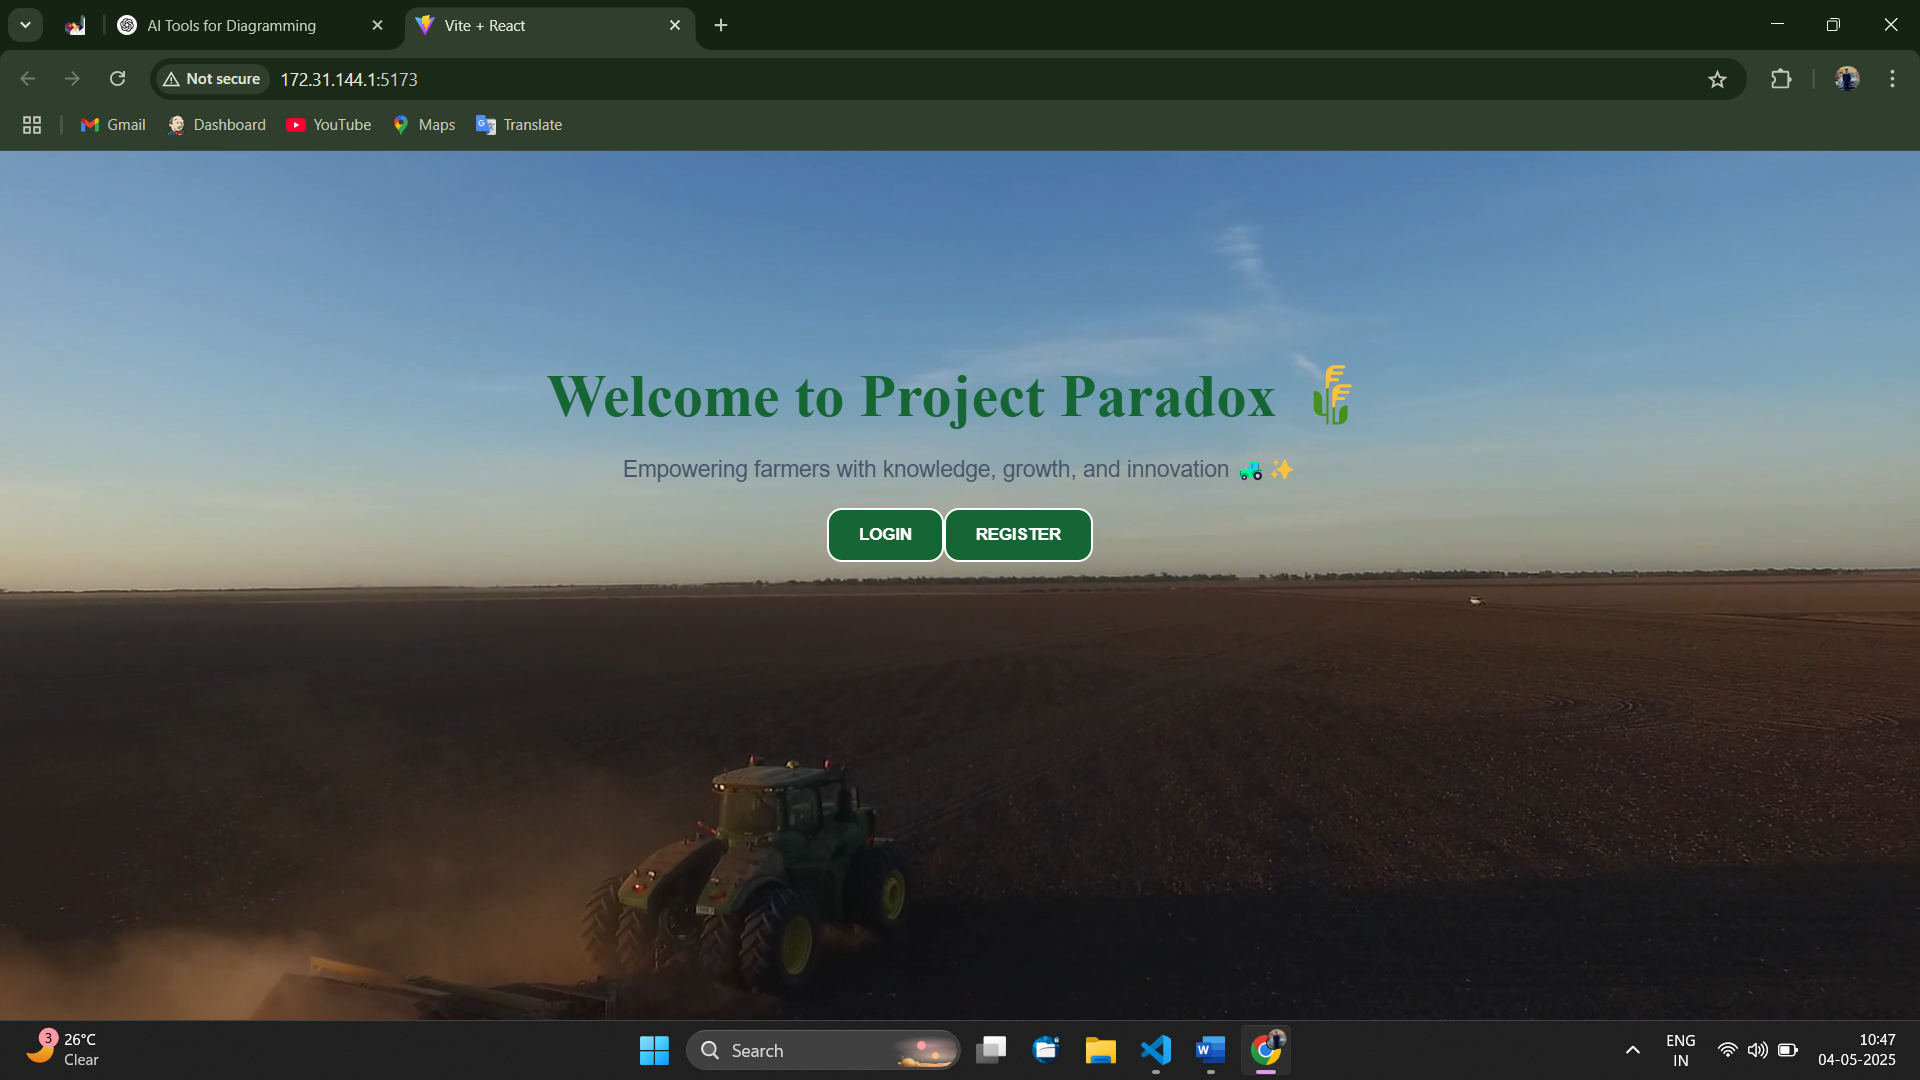 AI Tools for Diagramming
Vite + React
Not secure
172.31.144.1:5173
Gmail
Dashboard
YouTube
Maps
Translate
Welcome to Project Paradox 🌾
Empowering farmers with knowledge, growth, and innovation 🚜 ✨
LOGIN
REGISTER
3
26°C
Clear
Search
ENG
IN
10:47
04-05-2025